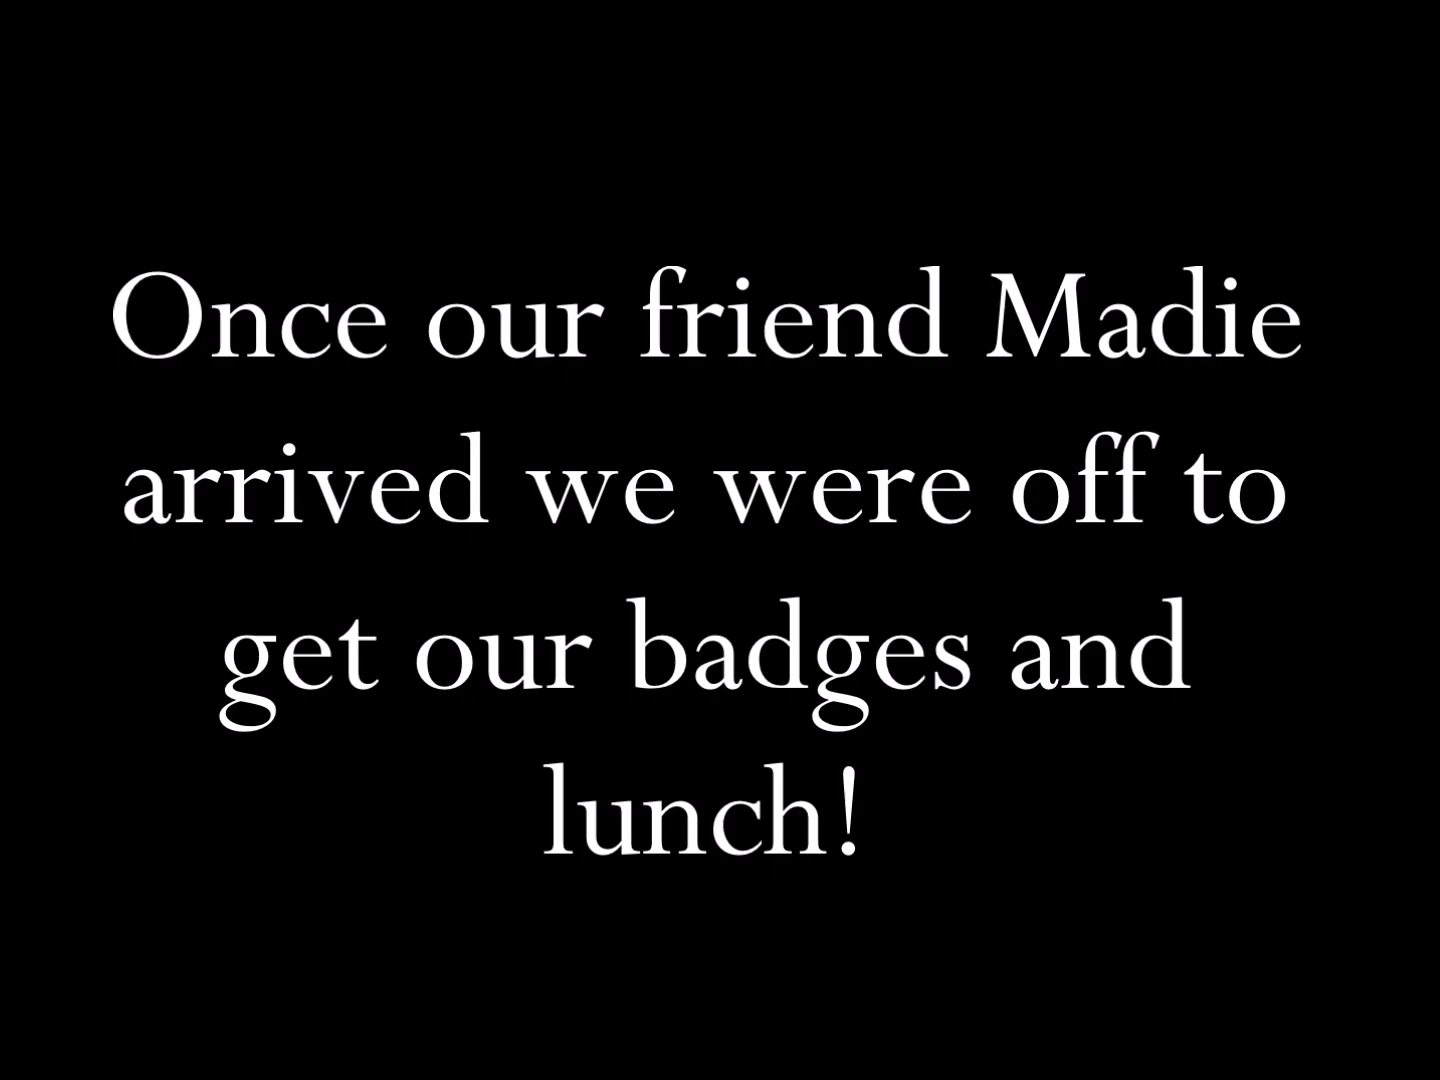 Once our friend Madie
arrived we were off to
get our badges and
lunch!